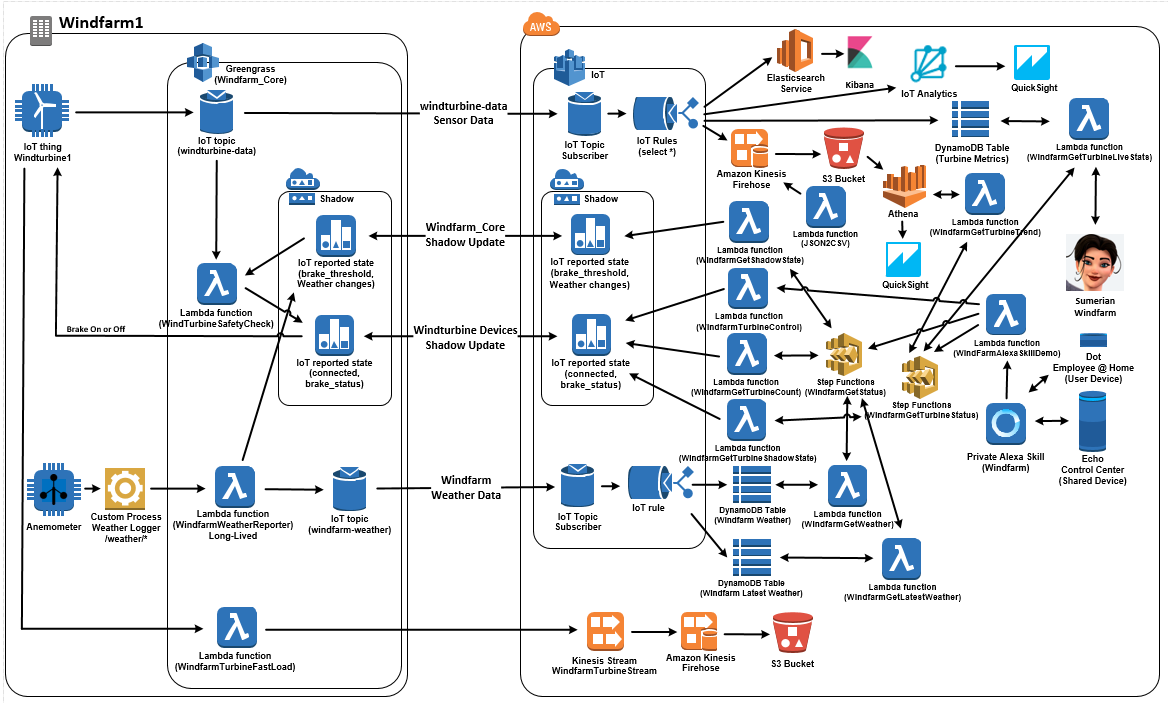 Windfarm1
AWS
Greengrass
(Windfarm_Core)
IoT thing
Windturbine1
IoT topic
(windturbine-data)
windturbine-data
Sensor Data
IoT
IoT Topic
Subscriber
IoT Rules
(select *)
Elasticsearch
Service
Kibana
IoT Analytics
QuickSight
DynamoDB Table
(Turbine Metrics)
Lambda function
(WindfarmGetTurbineLiveStats)
Amazon Kinesis
Firehose
S3 Bucket
Athena
Lambda function
(WindfarmGetTurbineTrend)
Lambda function
(JSON2CSV)
QuickSight
Sumerian
Windfarm
Shadow
IoT reported state
(brake_threshold,
Weather changes)
Windfarm_Core
Shadow Update
Shadow
IoT reported state
(brake_threshold,
Weather changes)
Lambda function
(WindfarmGetShadowState)
Lambda function
(WindTurbineSafetyCheck)
Brake On or Off
IoT reported state
(connected,
brake_status)
Windturbine Devices
Shadow Update
IoT reported state
(connected,
brake_status)
Lambda function
(WindfarmTurbineControl)
Lambda function
(WindfarmGetTurbineCount)
Step Functions
(WindfarmGetStatus)
Step Functions
(WindfarmGetTurbineStatus)
Lambda function
(WindFarmAlexaSkillDemo)
Dot
Employee @ Home
(User Device)
Lambda function
(WindfarmGetTurbineShadowState)
Private Alexa Skill
(Windfarm)
Echo
Control Center
(Shared Device)
Anemometer
Custom Process
Weather Logger
/weather/*
Lambda function
(WindfarmWeatherReporter)
Long-Lived
IoT topic
(windfarm-weather)
Windfarm
Weather Data
IoT Topic
Subscriber
IoT rule
DynamoDB Table
(Windfarm Weather)
Lambda function
(WindfarmGetWeather)
DynamoDB Table
(Windfarm Latest Weather)
Lambda function
(WindfarmGetLatestWeather)
Lambda function
(WindfarmTurbineFastLoad)
Kinesis Stream
WindfarmTurbineStream
Amazon Kinesis
Firehose
S3 Bucket